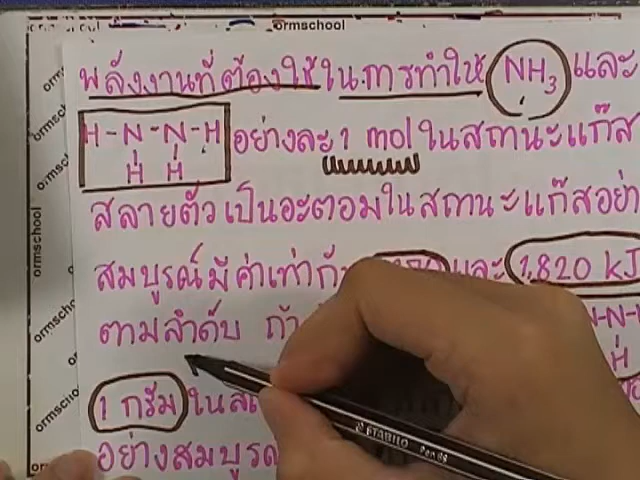 ormschool
พลังงานที่ต้องใช้ในการทำให้ NH3 และ
H-N-N-H อย่างละ 1 mol ในสถานะแก๊ส
H H
สลายตัวเป็นอะตอมในสถานะแก๊สอย่า
สมบูรณ์มีค่าเท่ากับ และ 1,820 kJ
ตามลำดับ ถ้า N-N-
H
1 กรัม ในส
อย่างสมบูรณ
ormschool
STABILO Pen 68